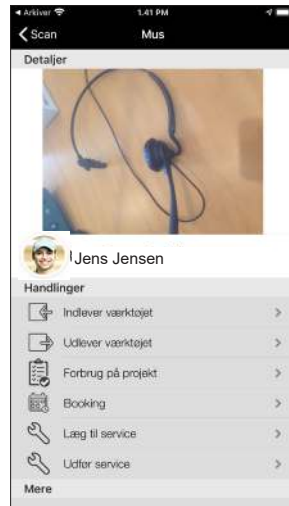 Arkiver 1.41 PM
Scan Mus
Detaljer
Jens Jensen
Handlinger
Indlever værktøjet
Udlever værktøjet
Forbrug på projekt
Booking
Læg til service
Udfør service
Mere